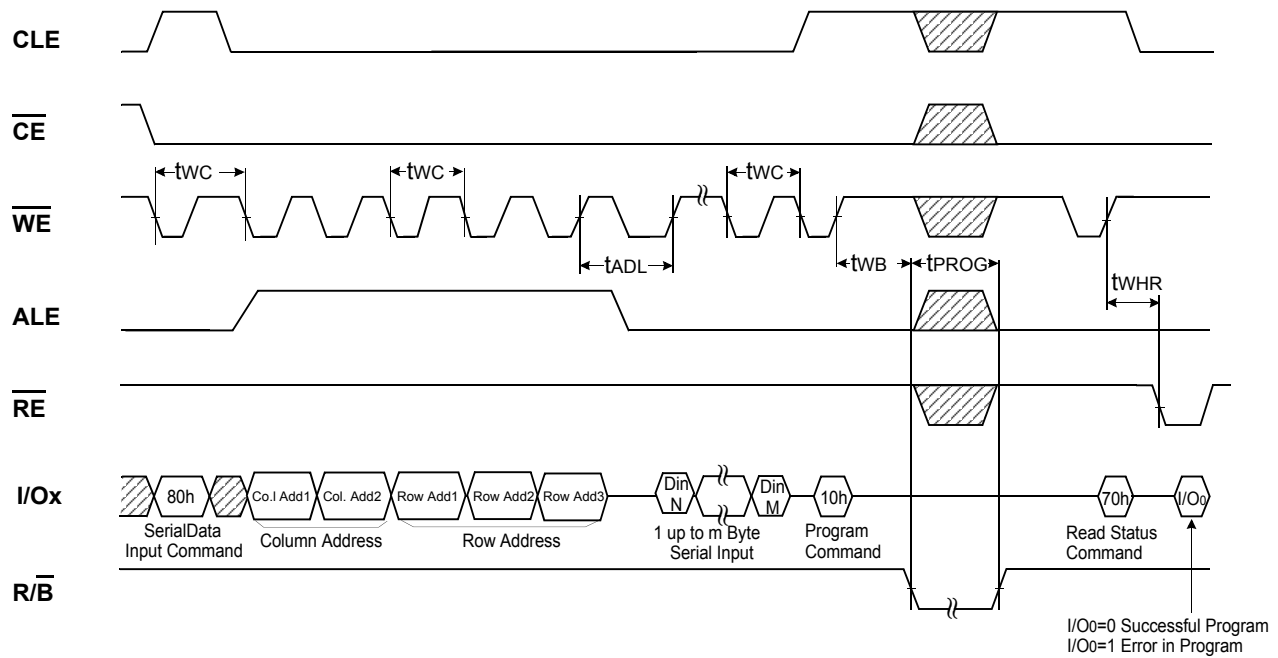 CLE
CE
tWC
tWC
tWC
WE
tADL
tWB
tPROG
tWHR
ALE
RE
I/Ox
80h
Co.l Add1
Col. Add2
Row Add1
Row Add2
Row Add3
Din
N
Din
M
10h
70h
I/O0
SerialData
Input Command
Column Address
Row Address
1 up to m Byte
Serial Input
Program
Command
Read Status
Command
R/B
I/O0=0 Successful Program
I/O0=1 Error in Program